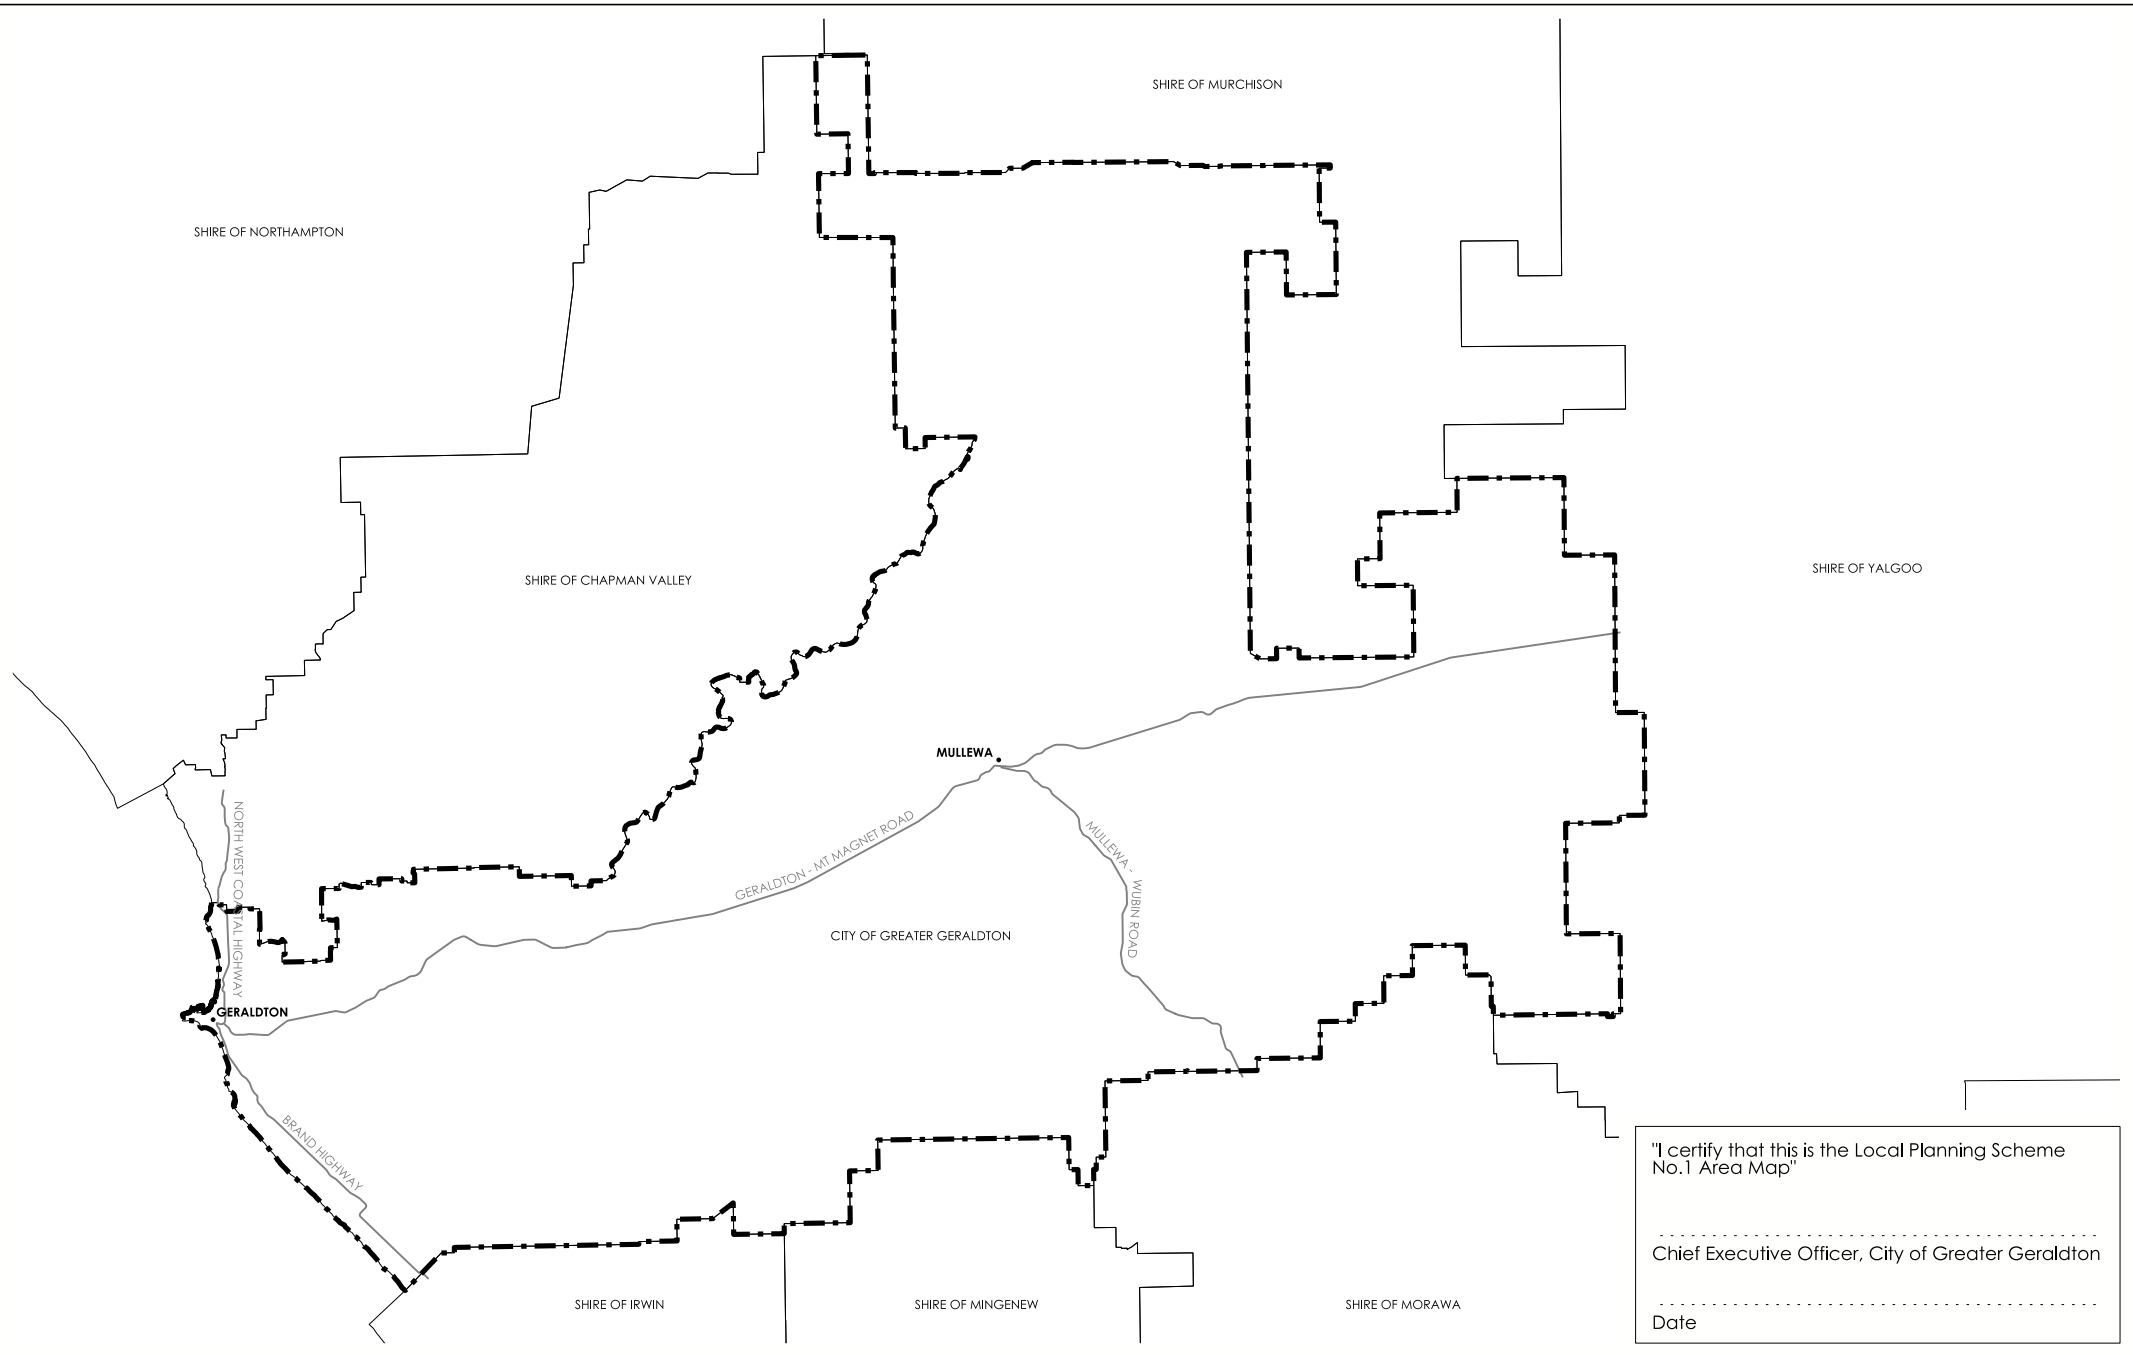 SHIRE OF MURCHISON
SHIRE OF NORTHAMPTON
SHIRE OF CHAPMAN VALLEY
SHIRE OF YALGOO
MULLEWA
NORTH WEST COASTAL HIGHWAY
GERALDTON - MT MAGNET ROAD
MULLEWA - WUBIN ROAD
CITY OF GREATER GERALDTON
GERALDTON
BRAND HIGHWAY
"I certify that this is the Local Planning Scheme
No.1 Area Map"
Chief Executive Officer, City of Greater Geraldton
Date
SHIRE OF IRWIN
SHIRE OF MINGENEW
SHIRE OF MORAWA